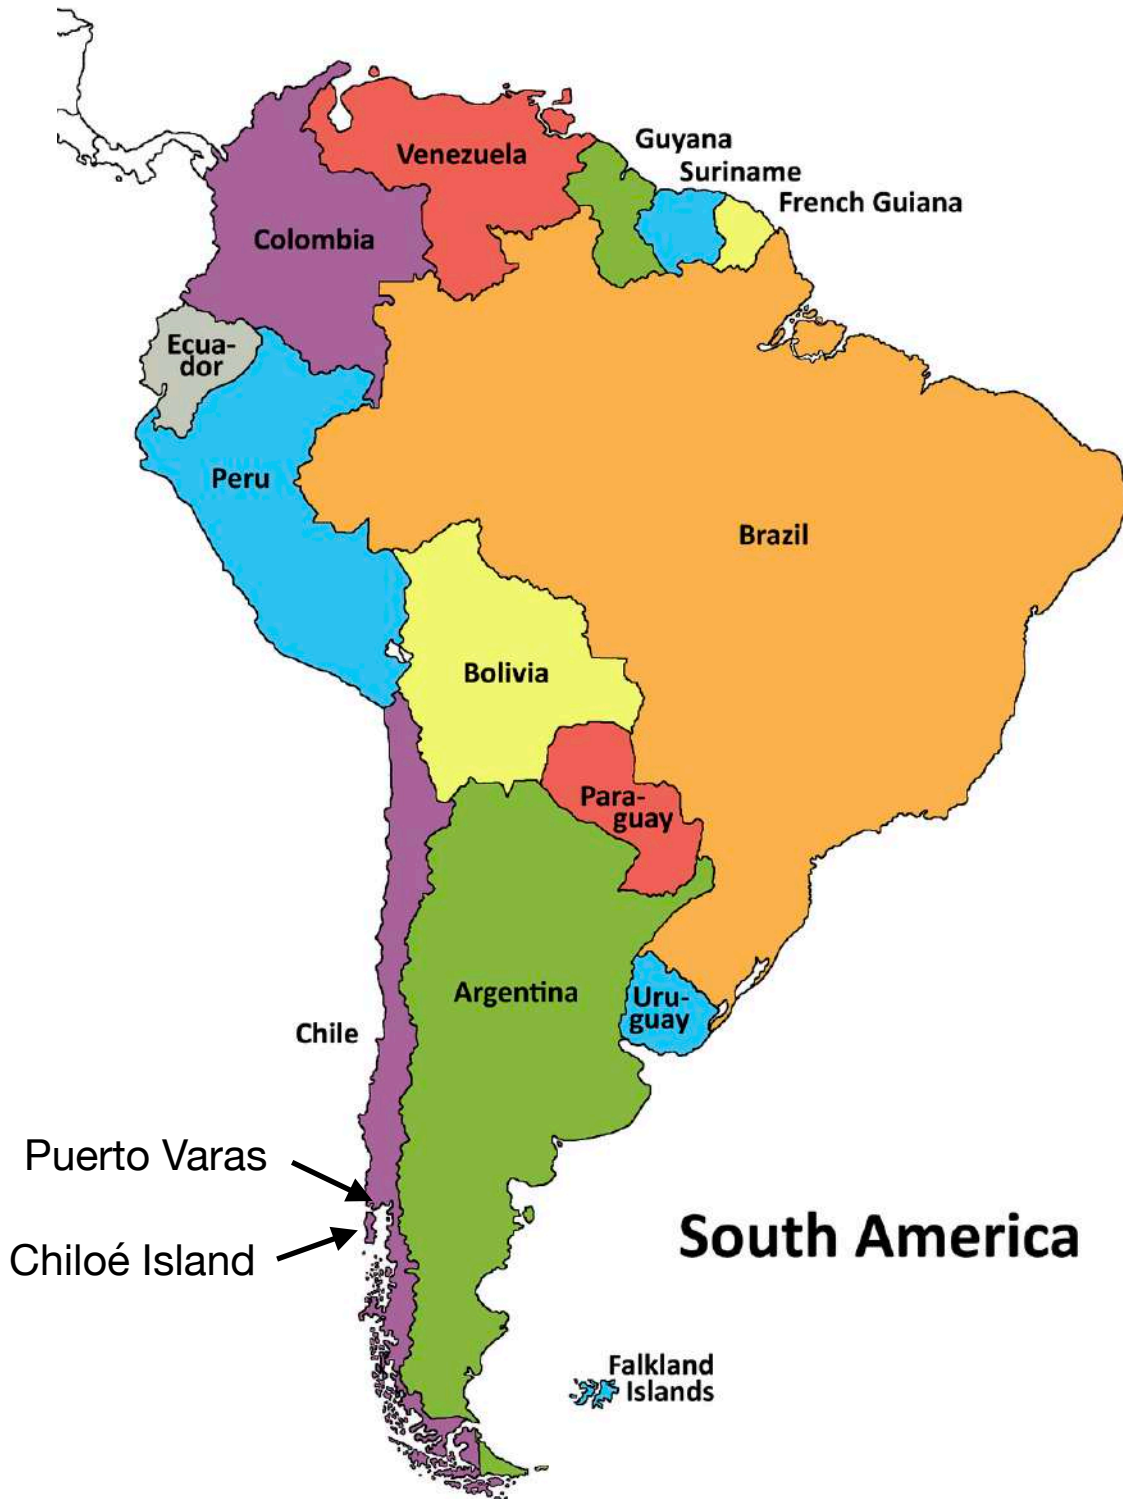 Guyana
Suriname
Venezuela
French Guiana
Colombia
Ecua-
dor
Peru
Brazil
Bolivia
Para-
guay
Argentina
Uru-
guay
Chile
Puerto Varas
South America
Chiloé Island
Falkland
Islands